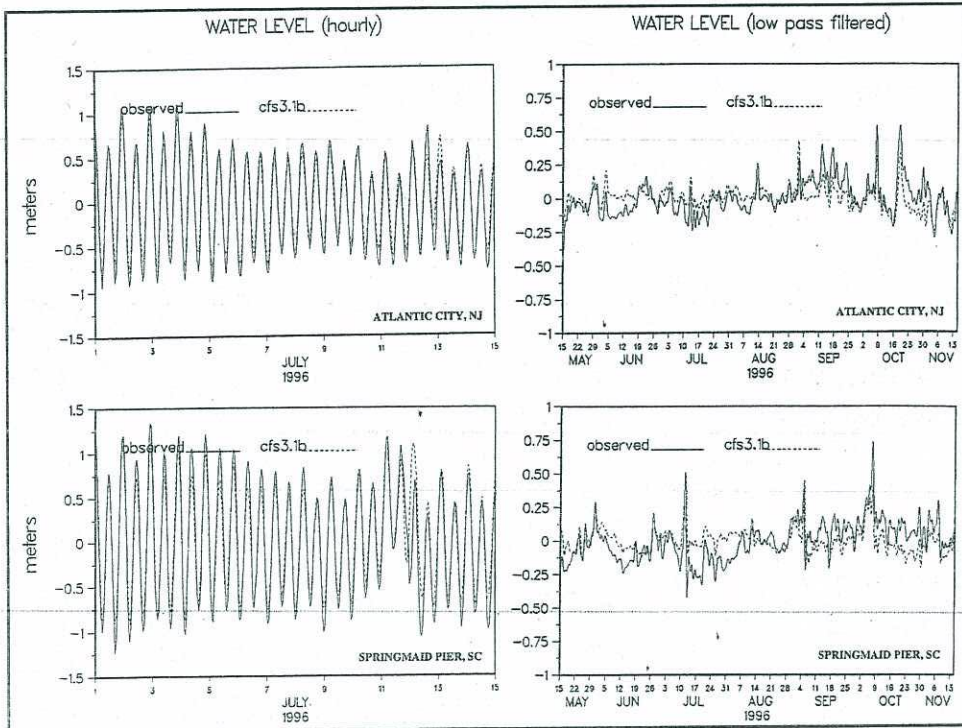 WATER LEVEL (hourly)
WATER LEVEL (low pass filtered)
1.5
1
0.5
0
-0.5
-1
-1.5
meters
observed
cfs3.1b
ATLANTIC CITY, NJ
1 3 5 7 9 11 13 15
JULY
1996
1
0.75
0.50
0.25
0
-0.25
-0.50
-0.75
-1
observed
cfs3.1b
ATLANTIC CITY, NJ
15 22 29 5 12 19 26 3 10 17 24 31 7 14 21 28 4 11 18 25 2 9 16 23 30 6 13
MAY JUN JUL AUG SEP OCT NOV
1996
1.5
1
0.5
0
-0.5
-1
-1.5
meters
observed
cfs3.1b
SPRINGMAID PIER, SC
1 3 5 7 9 11 13 15
JULY
1996
1
0.75
0.50
0.25
0
-0.25
-0.50
-0.75
-1
observed
cfs3.1b
SPRINGMAID PIER, SC
15 22 29 5 12 19 26 3 10 17 24 31 7 14 21 28 4 11 18 25 2 9 16 23 30 6 13
MAY JUN JUL AUG SEP OCT NOV
1996